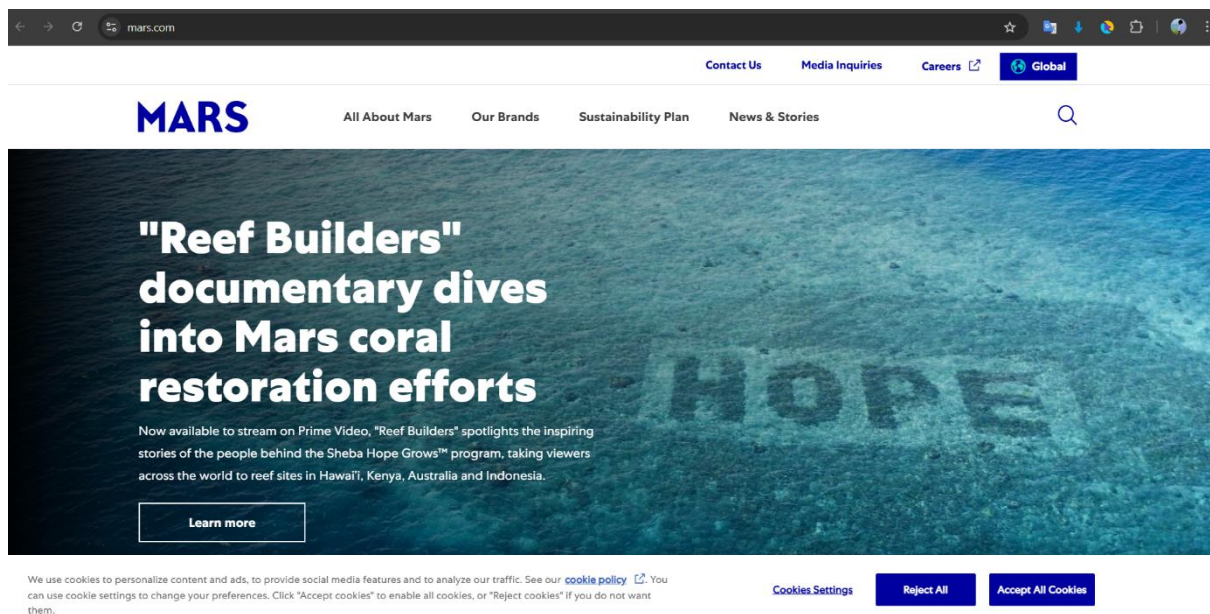 mars.com
Contact Us Media Inquiries Careers Global
MARS All About Mars Our Brands Sustainability Plan News & Stories
"Reef Builders"
documentary dives
into Mars coral
restoration efforts
HOPE
Now available to stream on Prime Video, "Reef Builders" spotlights the inspiring
stories of the people behind the Sheba Hope Grows™ program, taking viewers
across the world to reef sites in Hawai'i, Kenya, Australia and Indonesia.
Learn more
We use cookies to personalize content and ads, to provide social media features and to analyze our traffic. See our cookie policy. You
can use cookie settings to change your preferences. Click "Accept cookies" to enable all cookies, or "Reject cookies" if you do not want
them.
Cookies Settings Reject All Accept All Cookies